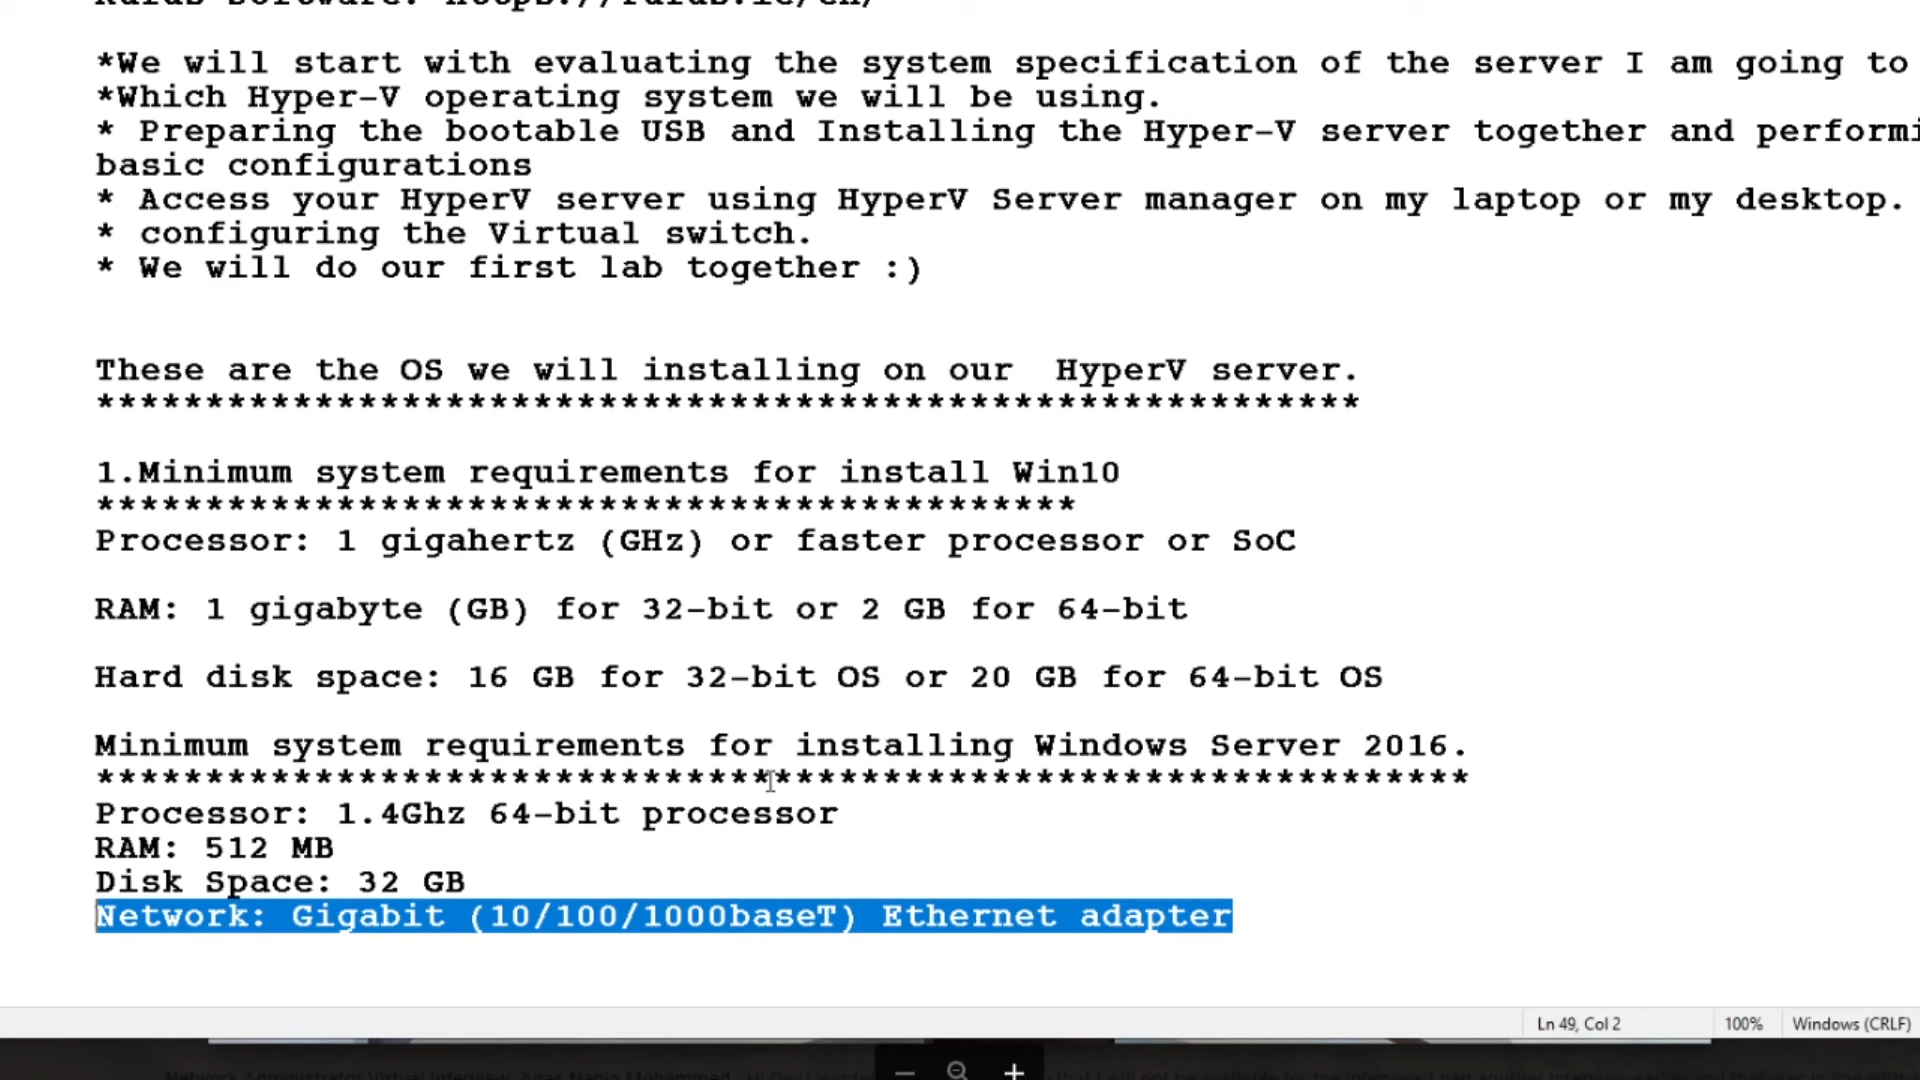 Rufus Software: https://rufus.ie/en/
*We will start with evaluating the system specification of the server I am going to
*Which Hyper-V operating system we will be using.
* Preparing the bootable USB and Installing the Hyper-V server together and performi
basic configurations
* Access your HyperV server using HyperV Server manager on my laptop or my desktop.
* configuring the Virtual switch.
* We will do our first lab together :)
These are the OS we will installing on our  HyperV server.
**********************************************************
1.Minimum system requirements for install Win10
*********************************************
Processor: 1 gigahertz (GHz) or faster processor or SoC
RAM: 1 gigabyte (GB) for 32-bit or 2 GB for 64-bit
Hard disk space: 16 GB for 32-bit OS or 20 GB for 64-bit OS
Minimum system requirements for installing Windows Server 2016.
***************************************************************
Processor: 1.4Ghz 64-bit processor
RAM: 512 MB
Disk Space: 32 GB
Network: Gigabit (10/100/1000baseT) Ethernet adapter
Ln 49, Col 2 100% Windows (CRLF)